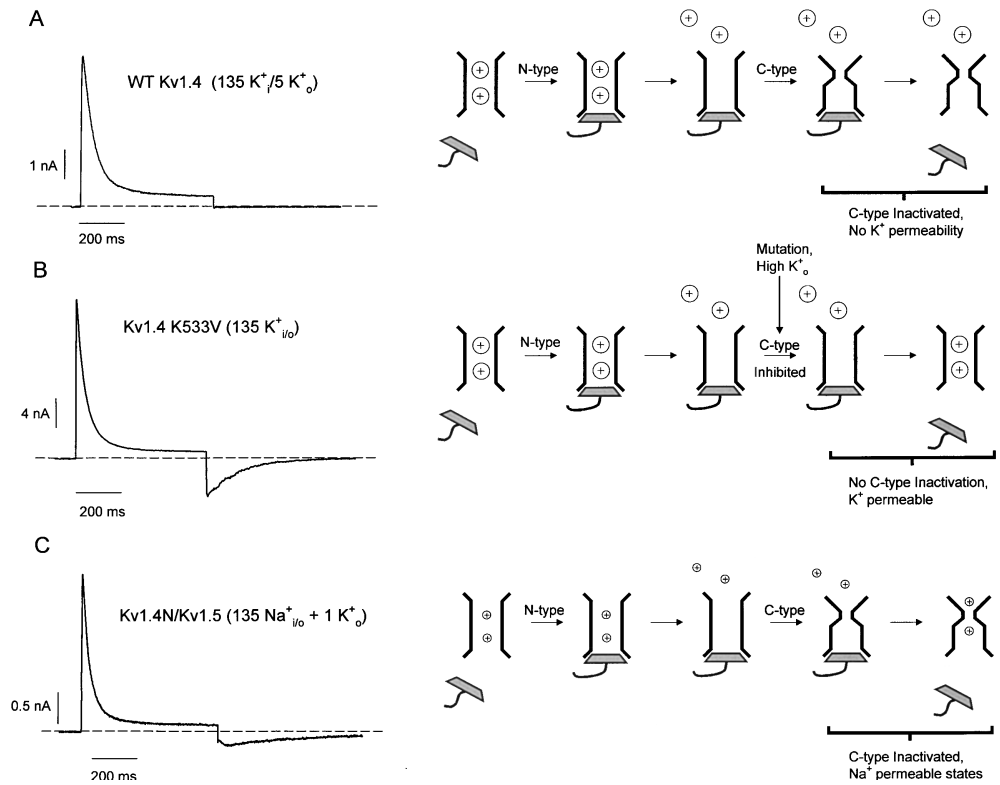 A
WT Kv1.4 (135 K⁺ᵢ/5 K⁺ₒ)
1 nA
200 ms
N-type
C-type
C-type Inactivated,
No K⁺ permeability
B
Kv1.4 K533V (135 K⁺i/o)
4 nA
200 ms
N-type
Mutation,
High K⁺ₒ
C-type
Inhibited
No C-type Inactivation,
K⁺ permeable
C
Kv1.4N/Kv1.5 (135 Na⁺i/o + 1 K⁺ₒ)
0.5 nA
200 ms
N-type
C-type
C-type Inactivated,
Na⁺ permeable states